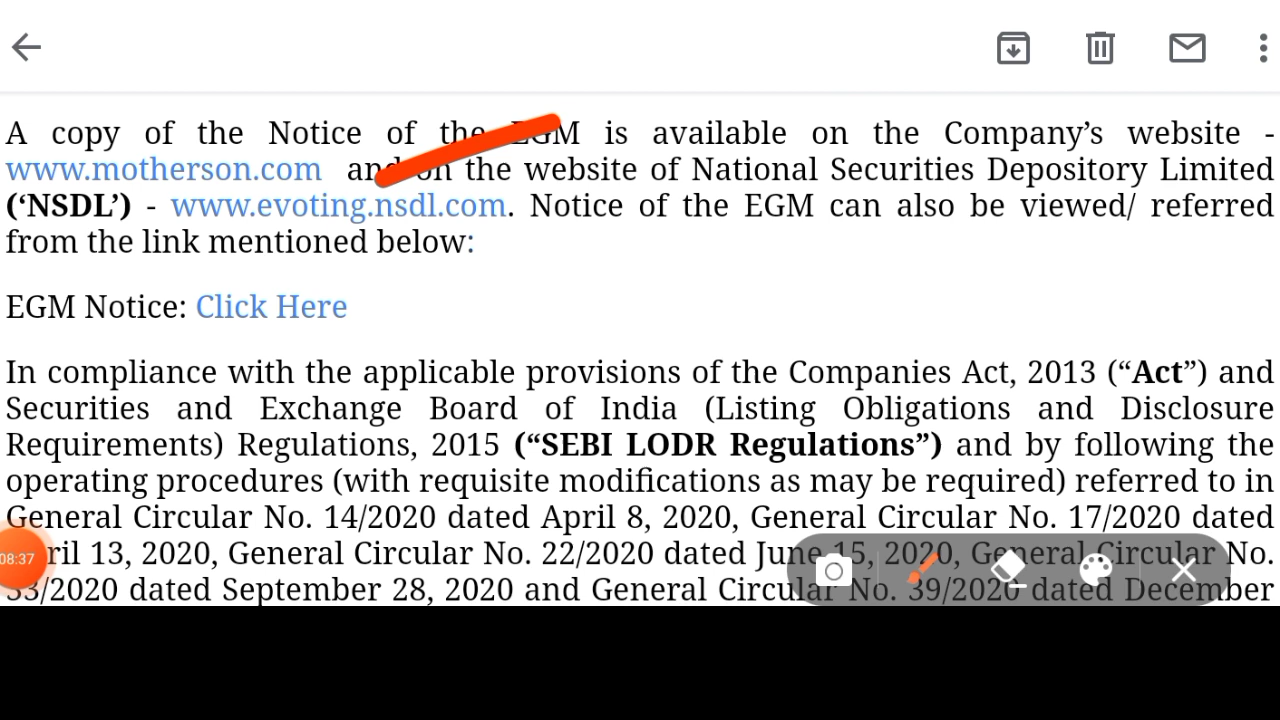 A copy of the Notice of the EGM is available on the Company’s website -
www.motherson.com and on the website of National Securities Depository Limited
(‘NSDL’) - www.evoting.nsdl.com. Notice of the EGM can also be viewed/ referred
from the link mentioned below:
EGM Notice: Click Here
In compliance with the applicable provisions of the Companies Act, 2013 (“Act”) and
Securities and Exchange Board of India (Listing Obligations and Disclosure
Requirements) Regulations, 2015 (“SEBI LODR Regulations”) and by following the
operating procedures (with requisite modifications as may be required) referred to in
General Circular No. 14/2020 dated April 8, 2020, General Circular No. 17/2020 dated
April 13, 2020, General Circular No. 22/2020 dated June 15, 2020, General Circular No.
33/2020 dated September 28, 2020 and General Circular No. 39/2020 dated December
08:37